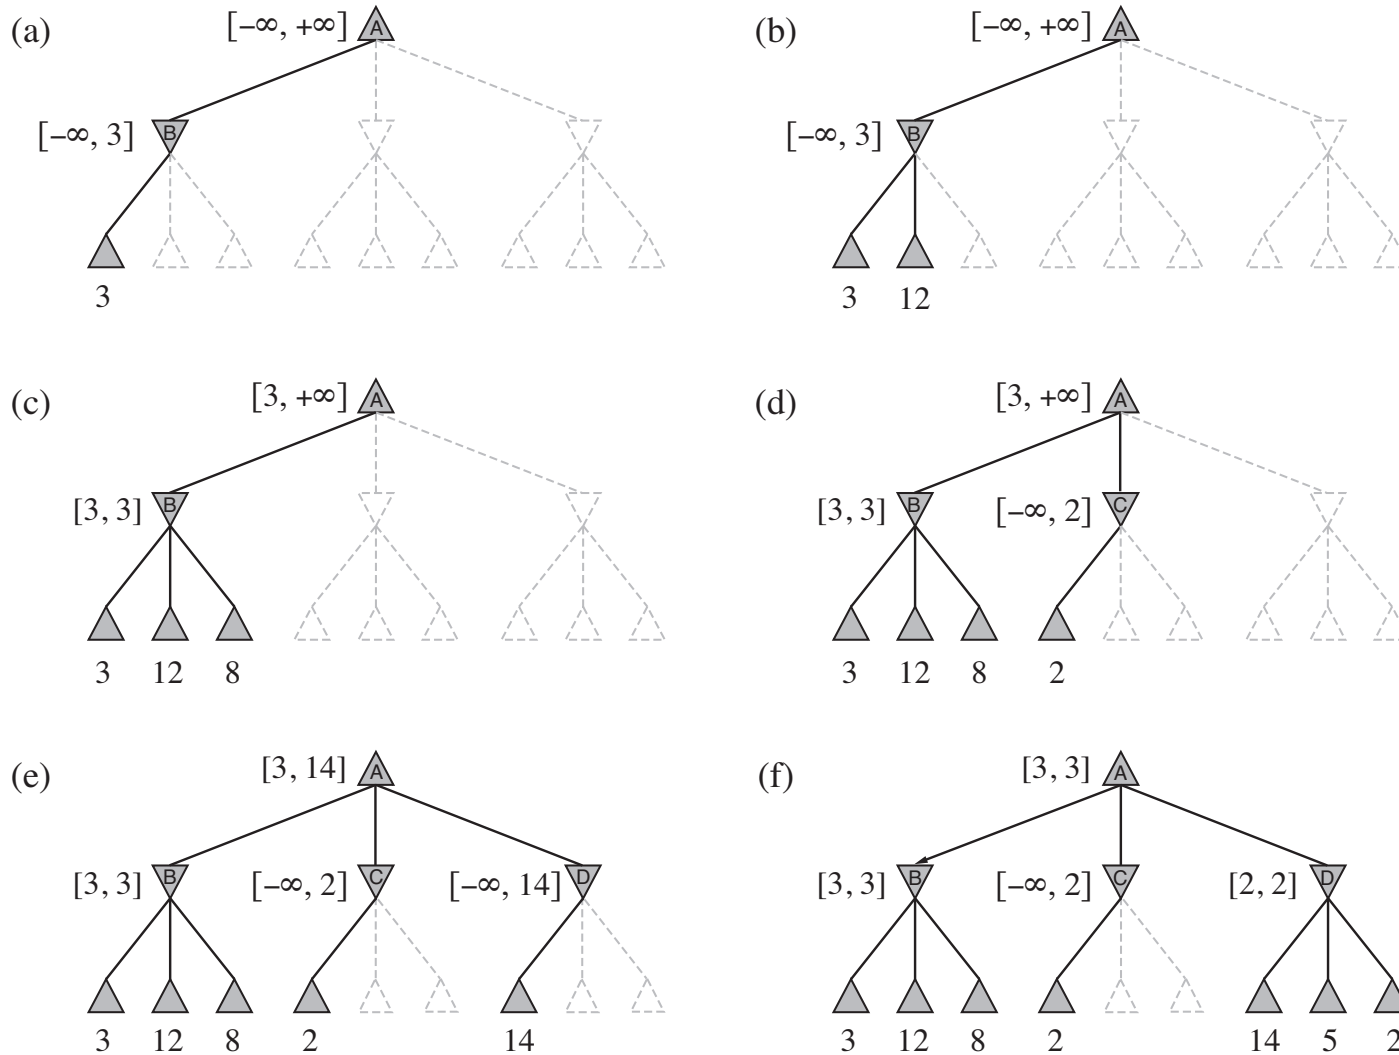 (a) [–∞, +∞] A (b) [–∞, +∞] A
[–∞, 3] B [–∞, 3] B
3 3 12
(c) [3, +∞] A (d) [3, +∞] A
[3, 3] B [3, 3] B [–∞, 2] C
3 12 8 3 12 8 2
(e) [3, 14] A (f) [3, 3] A
[3, 3] B [–∞, 2] C [–∞, 14] D [3, 3] B [–∞, 2] C [2, 2] D
3 12 8 2 14 3 12 8 2 14 5 2